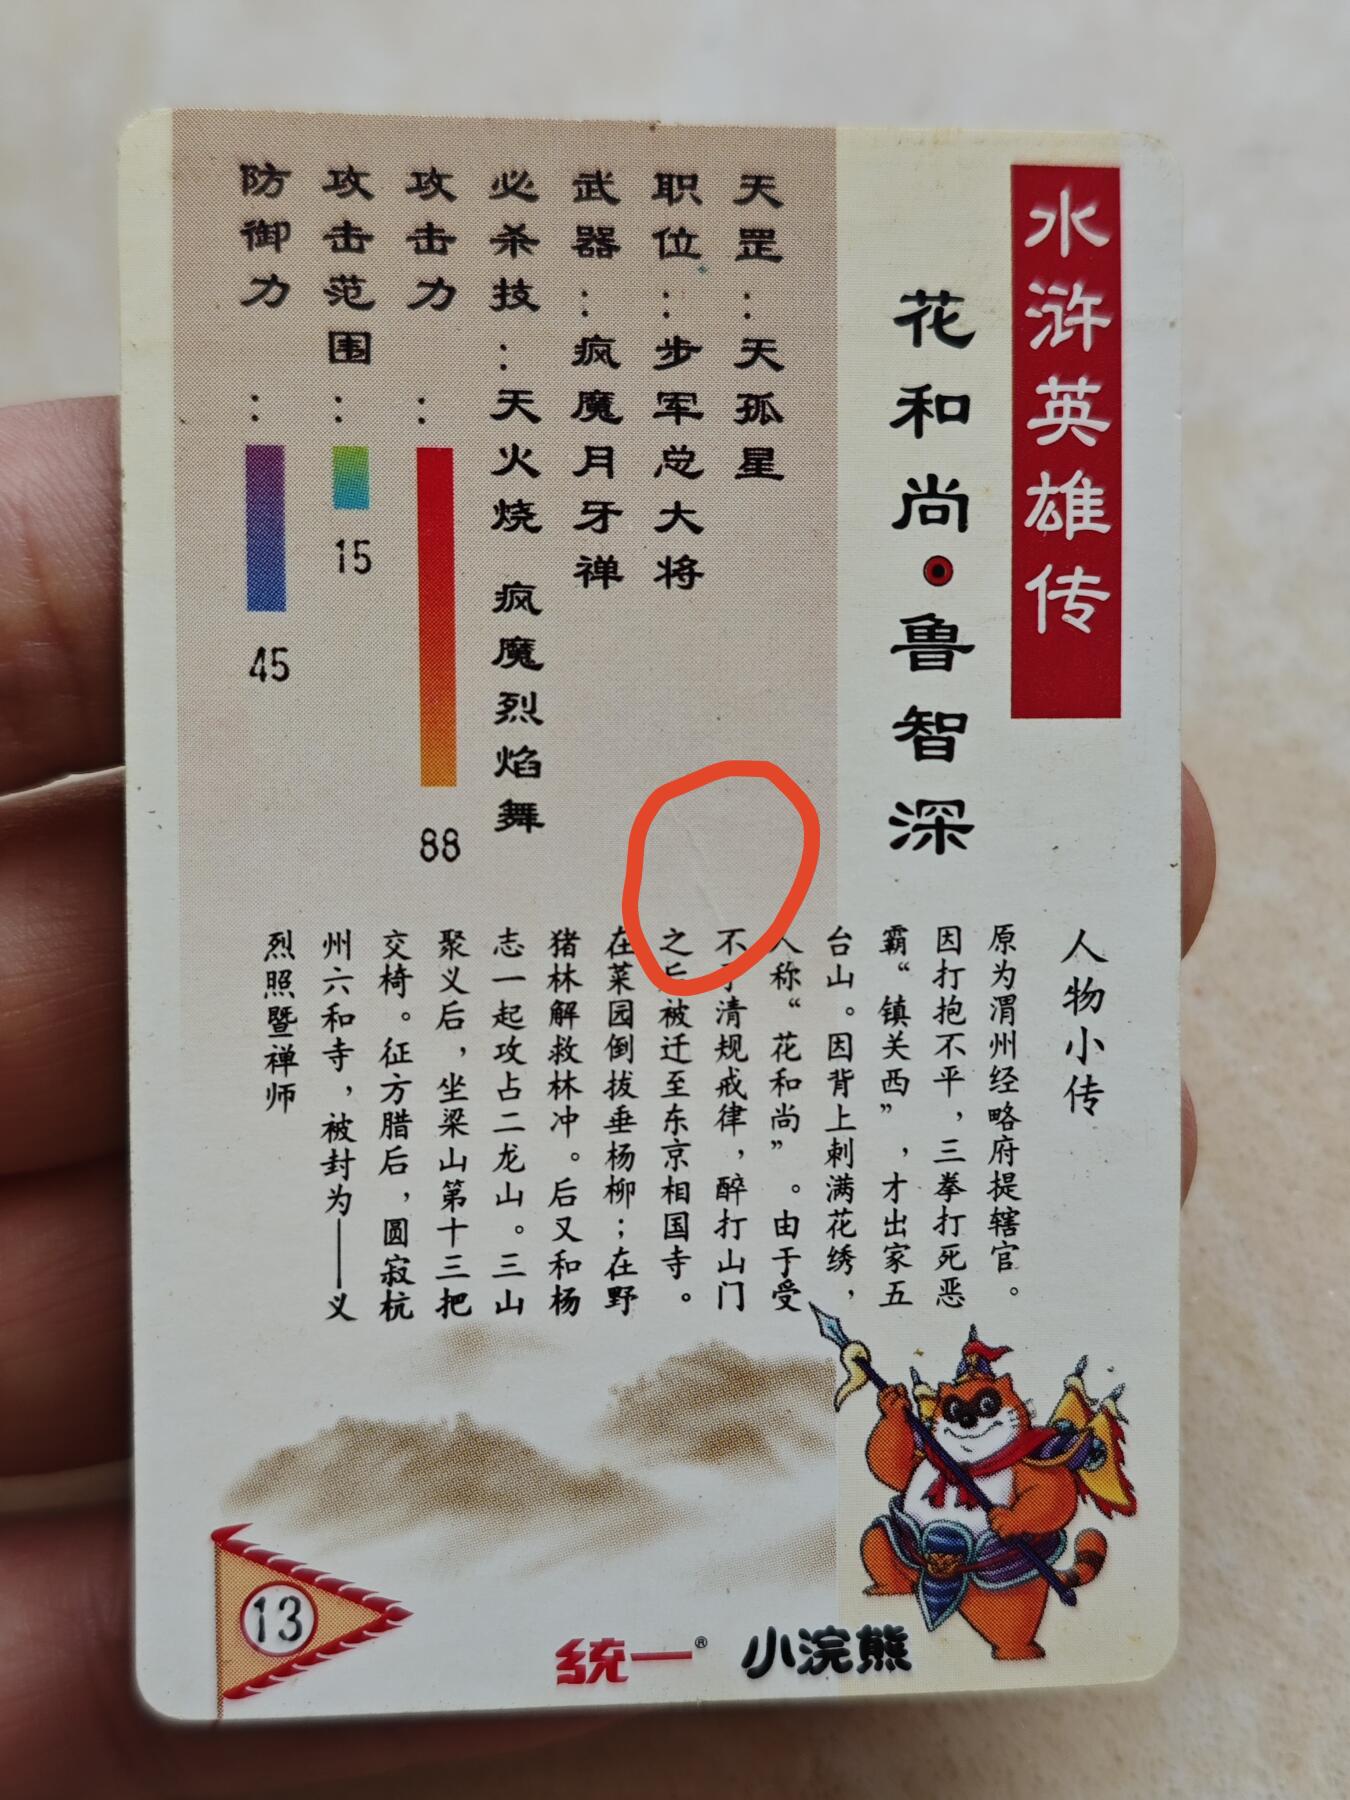 水浒英雄传
花和尚·鲁智深
天罡：天孤星
职位：步军总大将
武器：疯魔月牙禅
必杀技：天火烧 疯魔烈焰舞
攻击力：88
攻击范围：15
防御力：45
人物小传
原为渭州经略府提辖官。
因打抱不平，三拳打死恶
霸“镇关西”，才出家五
台山。因背上刺满花绣，
人称“花和尚”。由于受
不了清规戒律，醉打山门
之后被迁至东京相国寺。
在菜园倒拔垂杨柳；在野
猪林解救林冲。后又和杨
志一起攻占二龙山。三山
聚义后，坐梁山第十三把
交椅。征方腊后，圆寂杭
州六和寺，被封为——义
烈照暨禅师
13
统一® 小浣熊